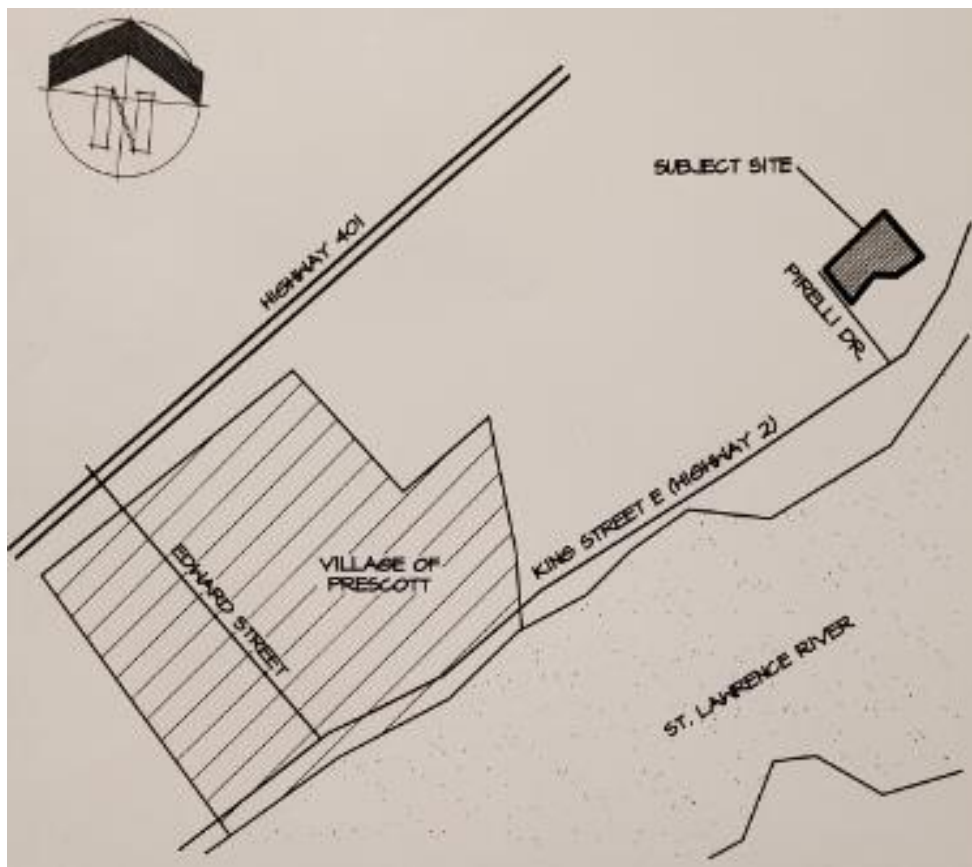 N
HIGHWAY 401
SUBJECT SITE
PIRELLI DR.
KING STREET E (HIGHWAY 2)
EDWARD STREET
VILLAGE OF
PRESCOTT
ST. LAWRENCE RIVER